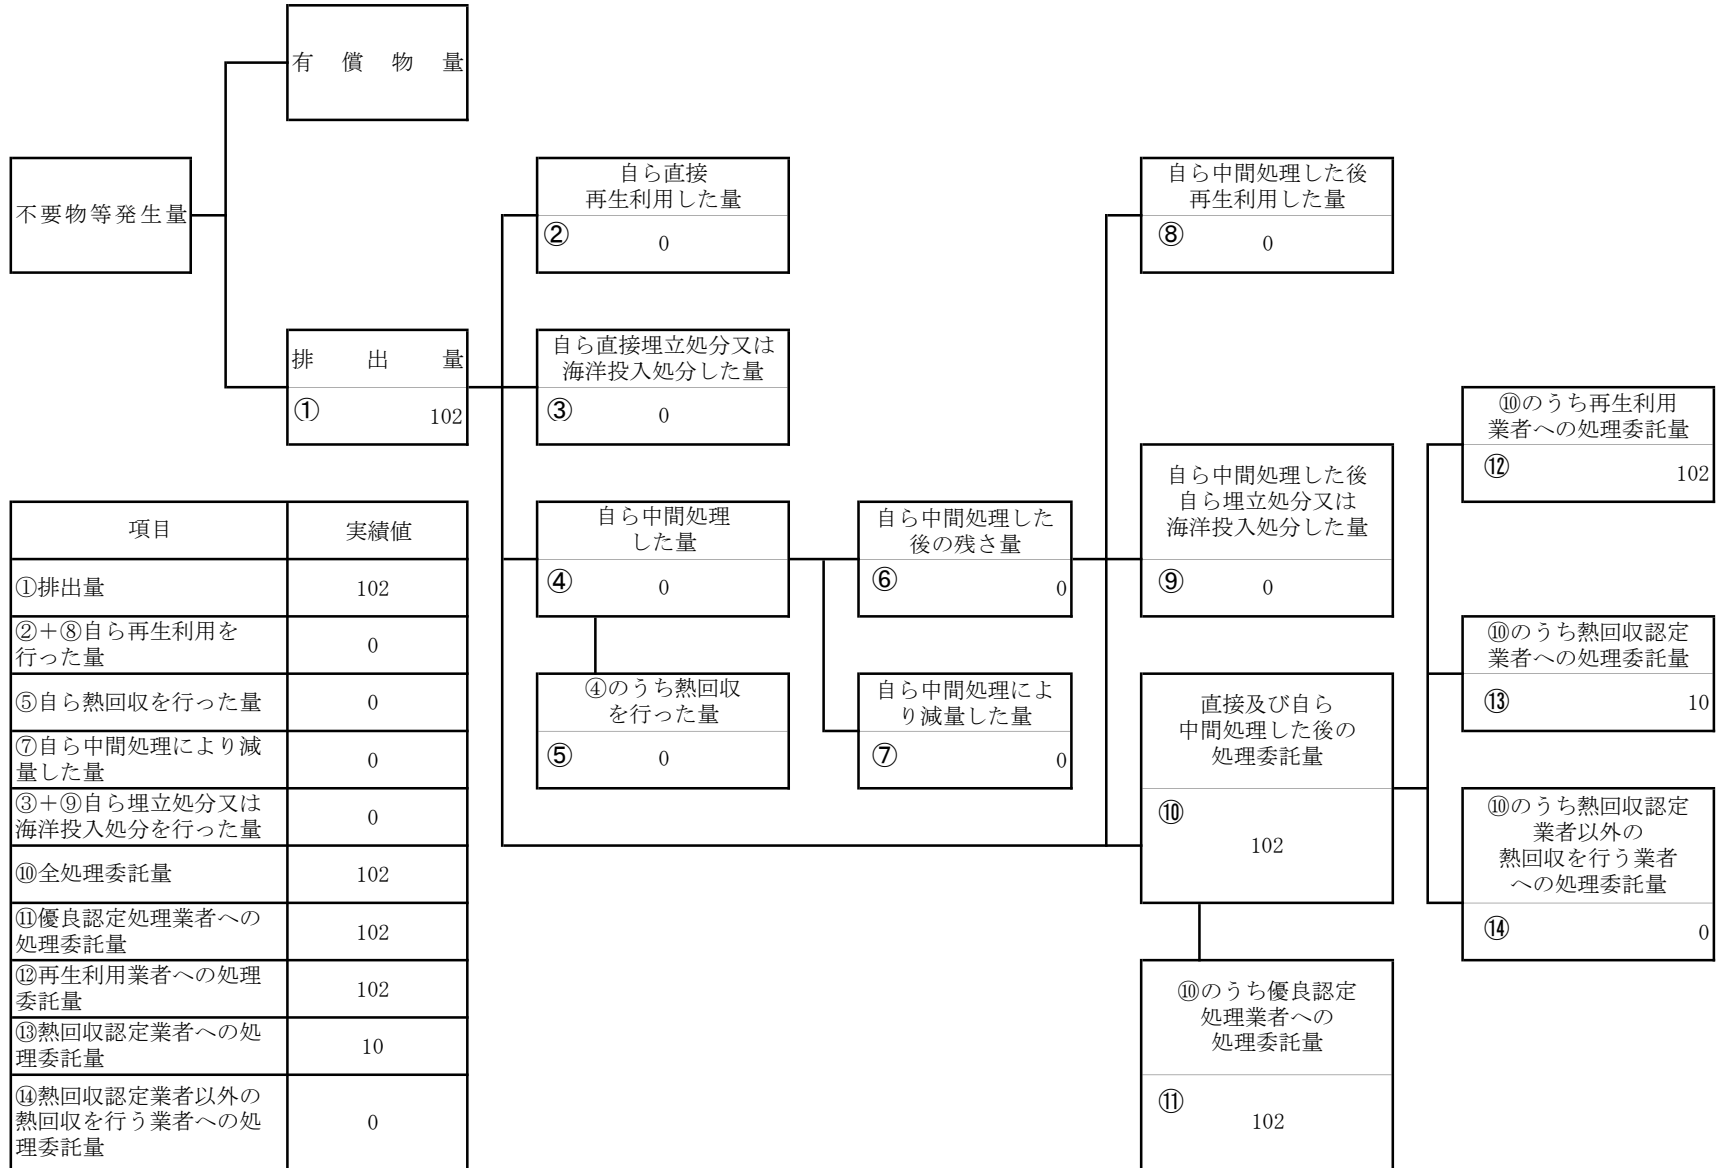 有償物量
不要物等発生量
排出量
① 102
自ら直接
再生利用した量
② 0
自ら直接埋立処分又は
海洋投入処分した量
③ 0
自ら中間処理
した量
④ 0
④のうち熱回収
を行った量
⑤ 0
自ら中間処理した
後の残さ量
⑥ 0
自ら中間処理によ
り減量した量
⑦ 0
自ら中間処理した後
再生利用した量
⑧ 0
自ら中間処理した後
自ら埋立処分又は
海洋投入処分した量
⑨ 0
直接及び自ら
中間処理した後の
処理委託量
⑩
102
⑩のうち優良認定
処理業者への
処理委託量
⑪
102
⑩のうち再生利用
業者への処理委託量
⑫ 102
⑩のうち熱回収認定
業者への処理委託量
⑬ 10
⑩のうち熱回収認定
業者以外の
熱回収を行う業者
への処理委託量
⑭ 0
項目 実績値
①排出量 102
②+⑧自ら再生利用を
行った量 0
⑤自ら熱回収を行った量 0
⑦自ら中間処理により減
量した量 0
③+⑨自ら埋立処分又は
海洋投入処分を行った量 0
⑩全処理委託量 102
⑪優良認定処理業者への
処理委託量 102
⑫再生利用業者への処理
委託量 102
⑬熱回収認定業者への処
理委託量 10
⑭熱回収認定業者以外の
熱回収を行う業者への処
理委託量 0